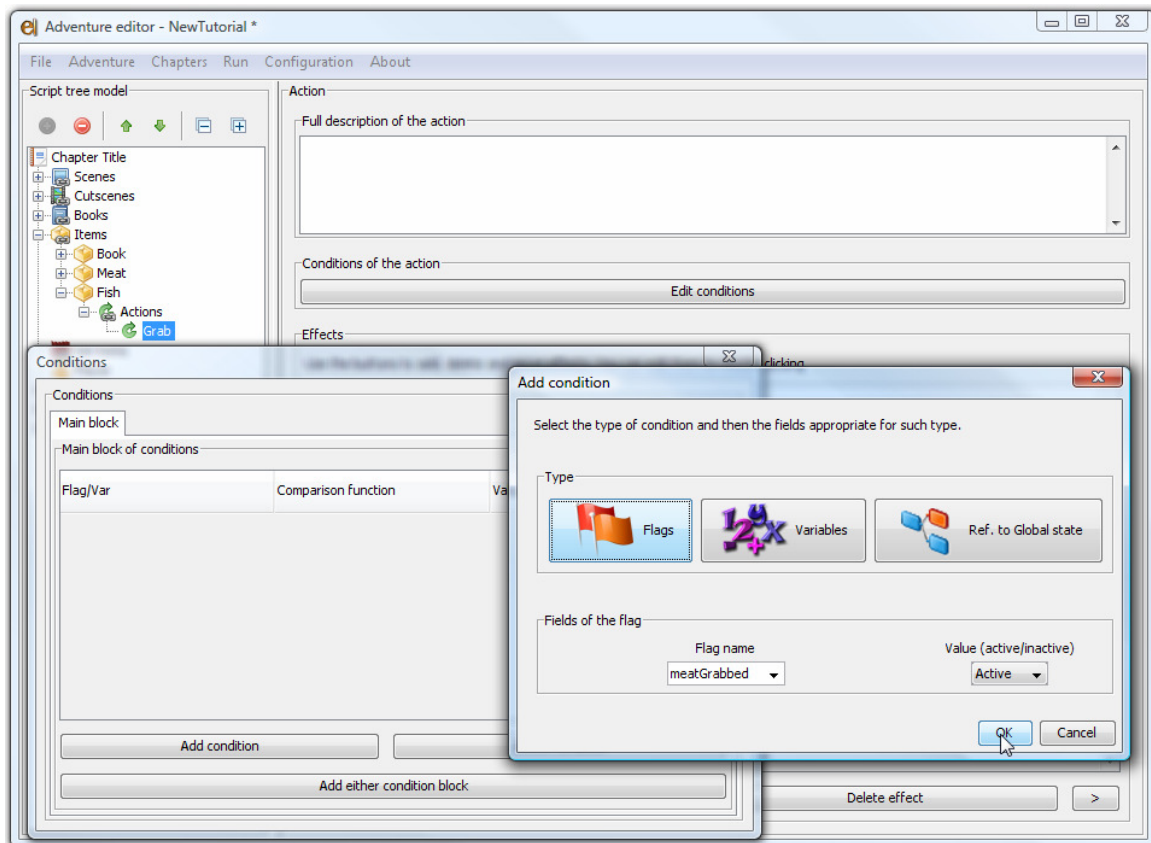 Adventure editor - NewTutorial *
File Adventure Chapters Run Configuration About
Script tree model
Action
Full description of the action
Chapter Title
Scenes
Cutscenes
Books
Items
Book
Meat
Fish
Actions
Grab
Conditions of the action
Edit conditions
Effects
clicking
Conditions
Conditions
Main block
Main block of conditions
Flag/Var Comparison function
Add condition
Add either condition block
Add condition
Select the type of condition and then the fields appropriate for such type.
Type
Flags Variables Ref. to Global state
Fields of the flag
Flag name Value (active/inactive)
meatGrabbed Active
OK Cancel
Delete effect >